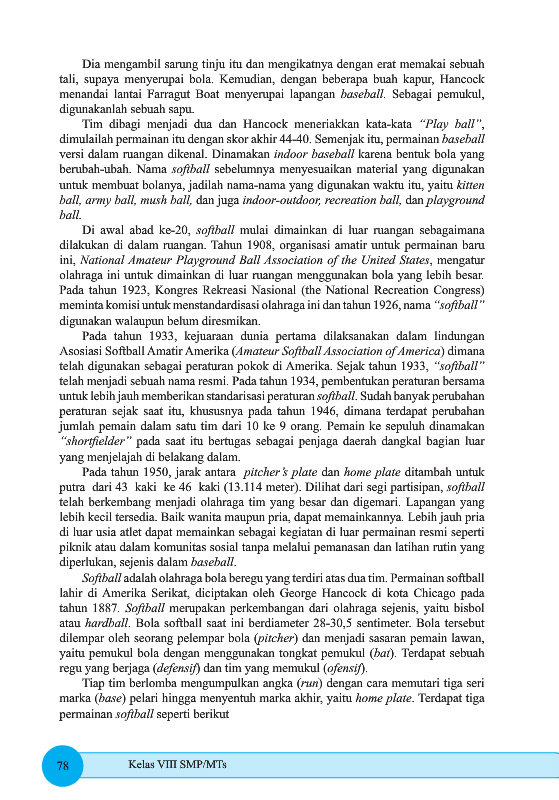 Dia mengambil sarung tinju itu dan mengikatnya dengan erat memakai sebuah
tali, supaya menyerupai bola. Kemudian, dengan beberapa buah kapur, Hancock
menandai lantai Farragut Boat menyerupai lapangan baseball. Sebagai pemukul,
digunakanlah sebuah sapu.
Tim dibagi menjadi dua dan Hancock meneriakkan kata-kata “Play ball”,
dimulailah permainan itu dengan skor akhir 44-40. Semenjak itu, permainan baseball
versi dalam ruangan dikenal. Dinamakan indoor baseball karena bentuk bola yang
berubah-ubah. Nama softball sebelumnya menyesuaikan material yang digunakan
untuk membuat bolanya, jadilah nama-nama yang digunakan waktu itu, yaitu kitten
ball, army ball, mush ball, dan juga indoor-outdoor, recreation ball, dan playground
ball.
Di awal abad ke-20, softball mulai dimainkan di luar ruangan sebagaimana
dilakukan di dalam ruangan. Tahun 1908, organisasi amatir untuk permainan baru
ini, National Amateur Playground Ball Association of the United States, mengatur
olahraga ini untuk dimainkan di luar ruangan menggunakan bola yang lebih besar.
Pada tahun 1923, Kongres Rekreasi Nasional (the National Recreation Congress)
meminta komisi untuk menstandardisasi olahraga ini dan tahun 1926, nama “softball”
digunakan walaupun belum diresmikan.
Pada tahun 1933, kejuaraan dunia pertama dilaksanakan dalam lindungan
Asosiasi Softball Amatir Amerika (Amateur Softball Association of America) dimana
telah digunakan sebagai peraturan pokok di Amerika. Sejak tahun 1933, “softball”
telah menjadi sebuah nama resmi. Pada tahun 1934, pembentukan peraturan bersama
untuk lebih jauh memberikan standarisasi peraturan softball. Sudah banyak perubahan
peraturan sejak saat itu, khususnya pada tahun 1946, dimana terdapat perubahan
jumlah pemain dalam satu tim dari 10 ke 9 orang. Pemain ke sepuluh dinamakan
“shortfielder” pada saat itu bertugas sebagai penjaga daerah dangkal bagian luar
yang menjelajah di belakang dalam.
Pada tahun 1950, jarak antara pitcher’s plate dan home plate ditambah untuk
putra dari 43 kaki ke 46 kaki (13.114 meter). Dilihat dari segi partisipan, softball
telah berkembang menjadi olahraga tim yang besar dan digemari. Lapangan yang
lebih kecil tersedia. Baik wanita maupun pria, dapat memainkannya. Lebih jauh pria
di luar usia atlet dapat memainkan sebagai kegiatan di luar permainan resmi seperti
piknik atau dalam komunitas sosial tanpa melalui pemanasan dan latihan rutin yang
diperlukan, sejenis dalam baseball.
Softball adalah olahraga bola beregu yang terdiri atas dua tim. Permainan softball
lahir di Amerika Serikat, diciptakan oleh George Hancock di kota Chicago pada
tahun 1887. Softball merupakan perkembangan dari olahraga sejenis, yaitu bisbol
atau hardball. Bola softball saat ini berdiameter 28-30,5 sentimeter. Bola tersebut
dilempar oleh seorang pelempar bola (pitcher) dan menjadi sasaran pemain lawan,
yaitu pemukul bola dengan menggunakan tongkat pemukul (bat). Terdapat sebuah
regu yang berjaga (defensif) dan tim yang memukul (ofensif).
Tiap tim berlomba mengumpulkan angka (run) dengan cara memutari tiga seri
marka (base) pelari hingga menyentuh marka akhir, yaitu home plate. Terdapat tiga
permainan softball seperti berikut
78 Kelas VIII SMP/MTs